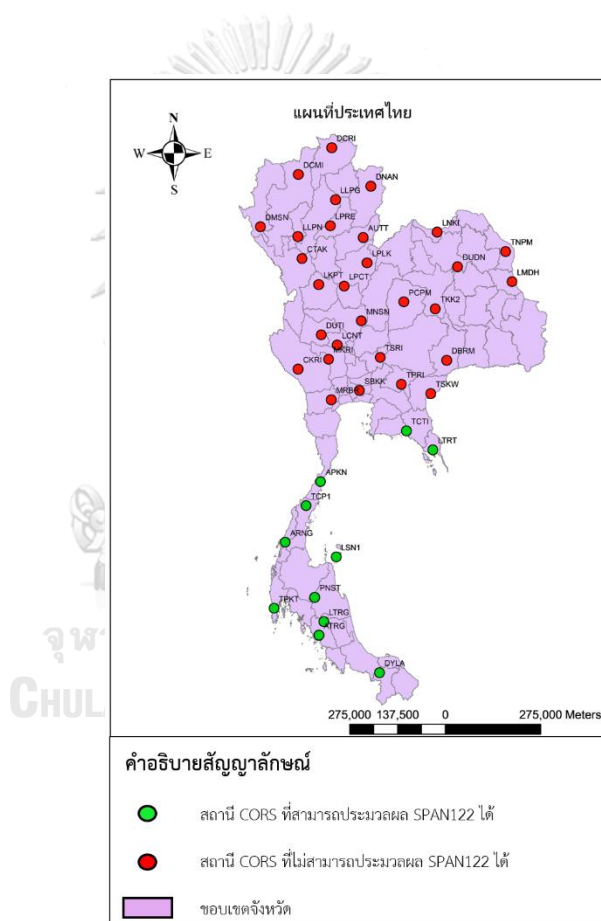 แผนที่ประเทศไทย
N
W E
S
DCRI
DCMI
DNAN
LLPG
DMSN
LPRE
LLPN
AUTT
LNKI
TNPM
CTAK
LPLK
DUDN
LMDH
LKPT
LPCT
PCPM
TKK2
MNSN
DUTI
LCNT
MKRI
TSRI
DBRM
CKRI
SBKK
TPRI
TSKW
MRBR
TCTI
LTRT
APKN
TCP1
ARNG
LSN1
PNST
TPKT
LTRG
ATRG
DYLA
275,000 137,500 0 275,000 Meters
คำอธิบายสัญญาลักษณ์
สถานี CORS ที่สามารถประมวลผล SPAN122 ได้
สถานี CORS ที่ไม่สามารถประมวลผล SPAN122 ได้
ขอบเขตจังหวัด